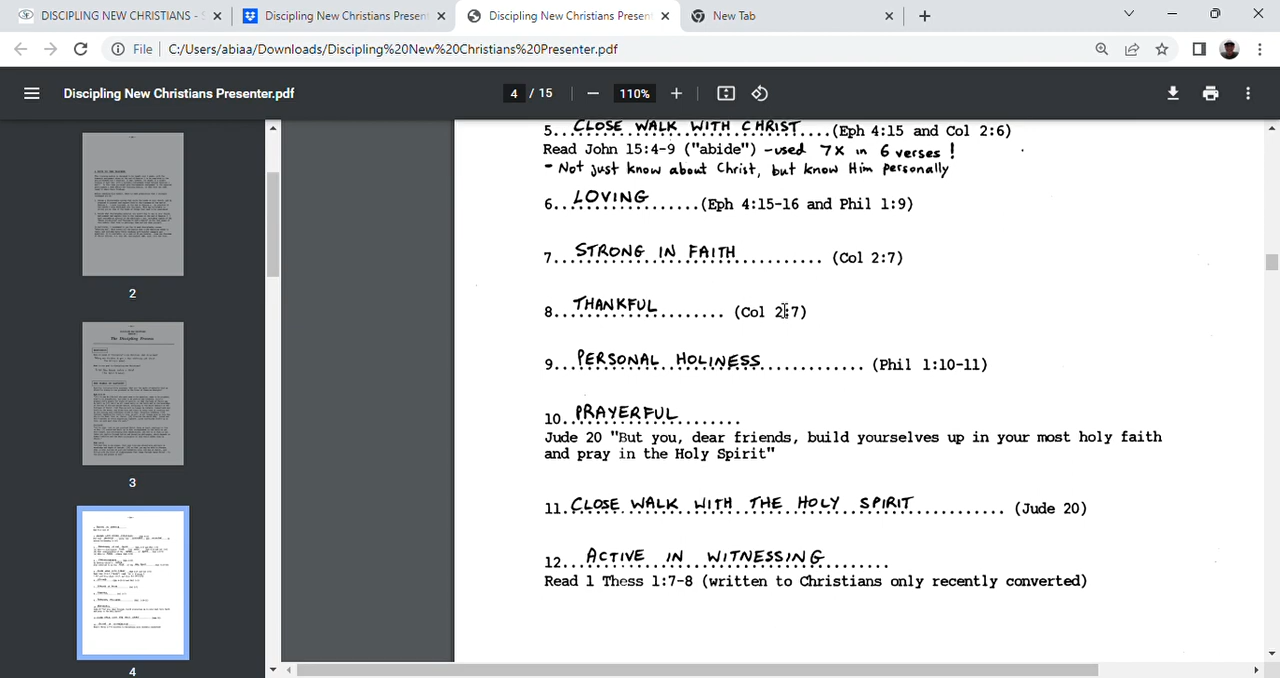 DISCIPLING NEW CHRISTIANS - S
Discipling New Christians Present
Discipling New Christians Present
New Tab
File C:/Users/abiaa/Downloads/Discipling%20New%20Christians%20Presenter.pdf
Discipling New Christians Presenter.pdf
4 / 15
110%
5...CLOSE WALK WITH CHRIST....(Eph 4:15 and Col 2:6)
Read John 15:4-9 ("abide") - used 7X in 6 verses !
- Not just know about Christ, but know Him personally
6...LOVING.......(Eph 4:15-16 and Phil 1:9)
7...STRONG IN FAITH.......... (Col 2:7)
8...THANKFUL........ (Col 2:7)
9...PERSONAL HOLINESS............. (Phil 1:10-11)
10..PRAYERFUL.......
Jude 20 "But you, dear friends, build yourselves up in your most holy faith
and pray in the Holy Spirit"
11.CLOSE WALK WITH THE HOLY SPIRIT........... (Jude 20)
12...ACTIVE IN WITNESSING.......
Read 1 Thess 1:7-8 (written to Christians only recently converted)
2
3
4